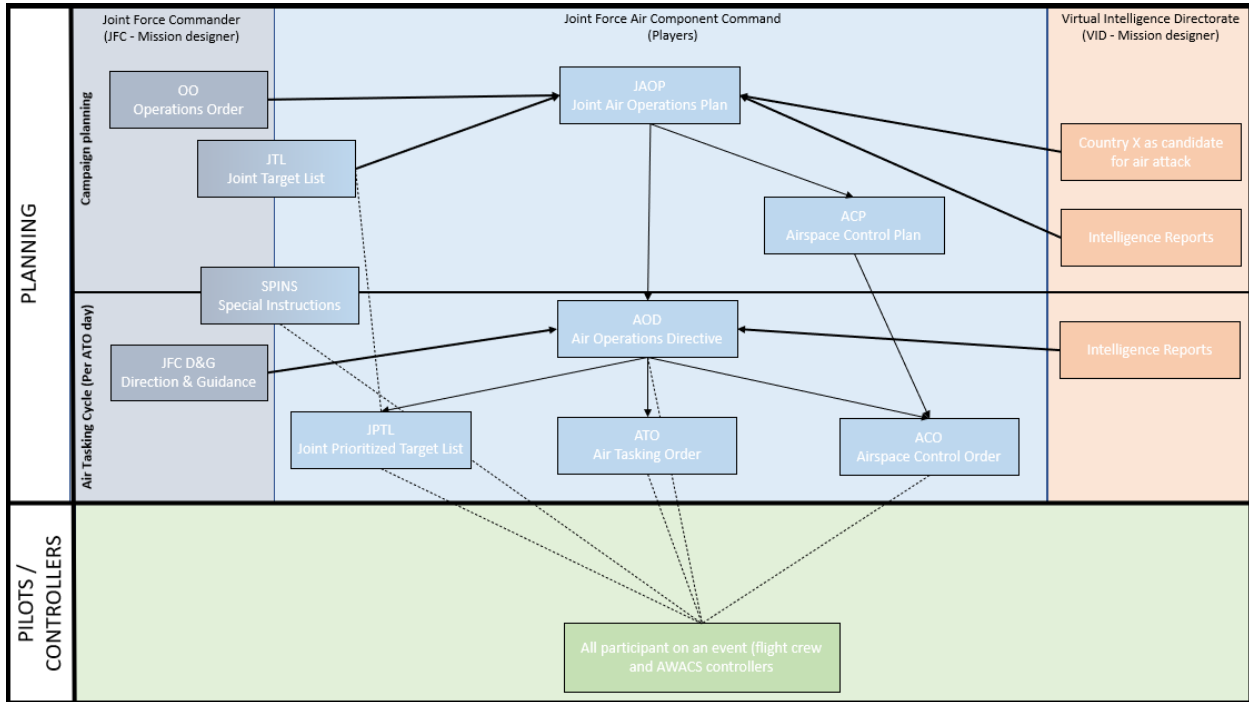 Joint Force Commander
(JFC - Mission designer)
Joint Force Air Component Command
(Players)
Virtual Intelligence Directorate
(VID - Mission designer)
PLANNING
Campaign planning
OO
Operations Order
JAOP
Joint Air Operations Plan
JTL
Joint Target List
Country X as candidate
for air attack
ACP
Airspace Control Plan
Intelligence Reports
SPINS
Special Instructions
Air Tasking Cycle (Per ATO day)
AOD
Air Operations Directive
JFC D&G
Direction & Guidance
Intelligence Reports
JPTL
Joint Prioritized Target List
ATO
Air Tasking Order
ACO
Airspace Control Order
PILOTS /
CONTROLLERS
All participant on an event (flight crew
and AWACS controllers